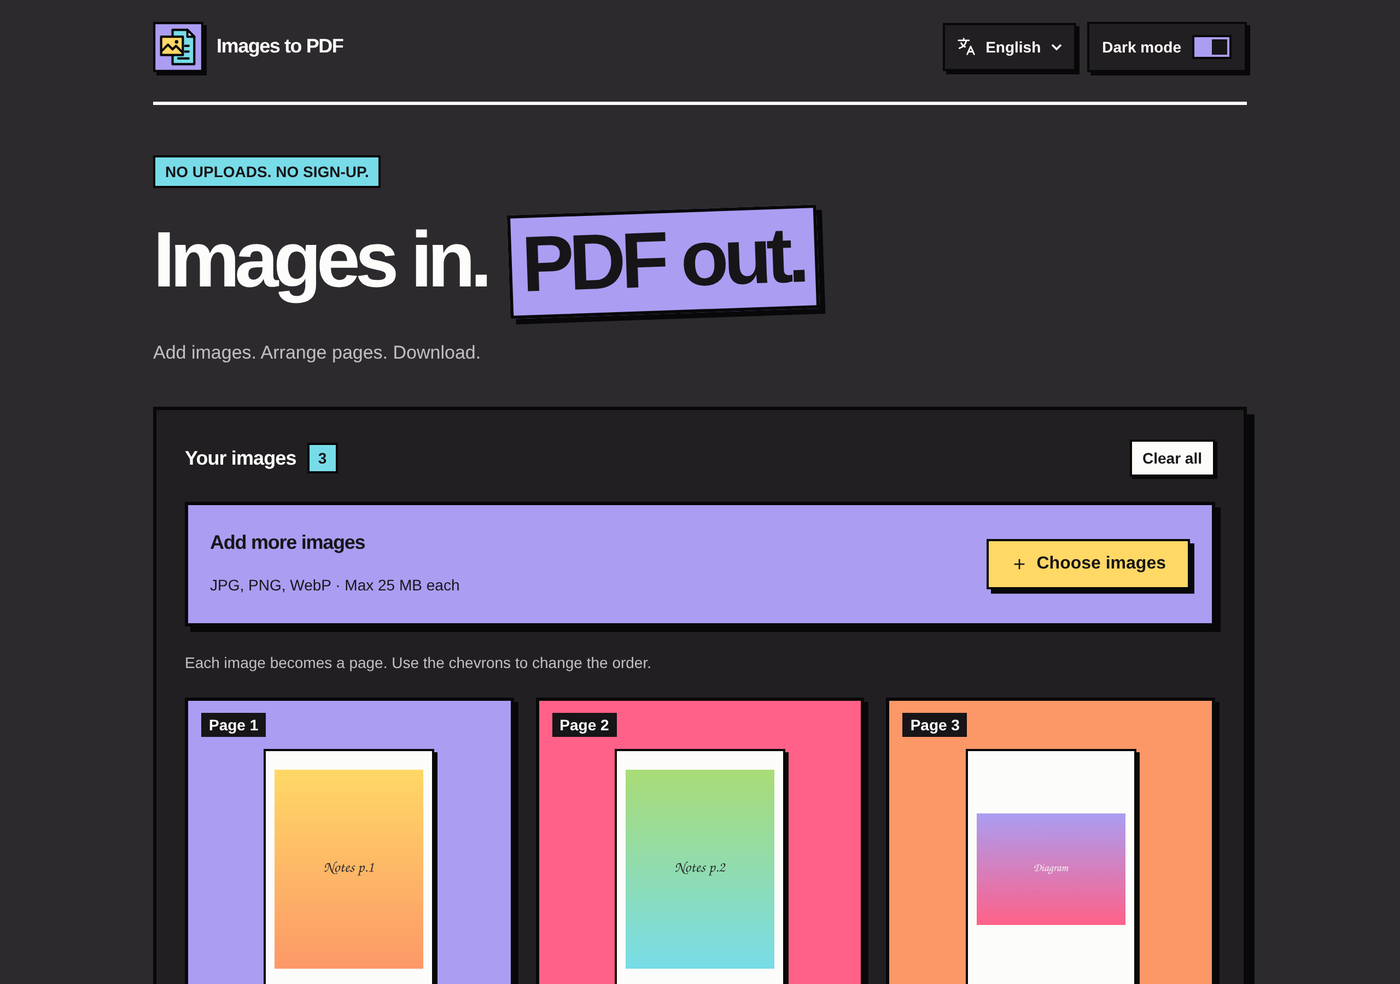 Images to PDF
English
Dark mode
NO UPLOADS. NO SIGN-UP.
Images in. PDF out.
Add images. Arrange pages. Download.
Your images 3
Clear all
Add more images
JPG, PNG, WebP · Max 25 MB each
+ Choose images
Each image becomes a page. Use the chevrons to change the order.
Page 1
Notes p.1
Page 2
Notes p.2
Page 3
Diagram